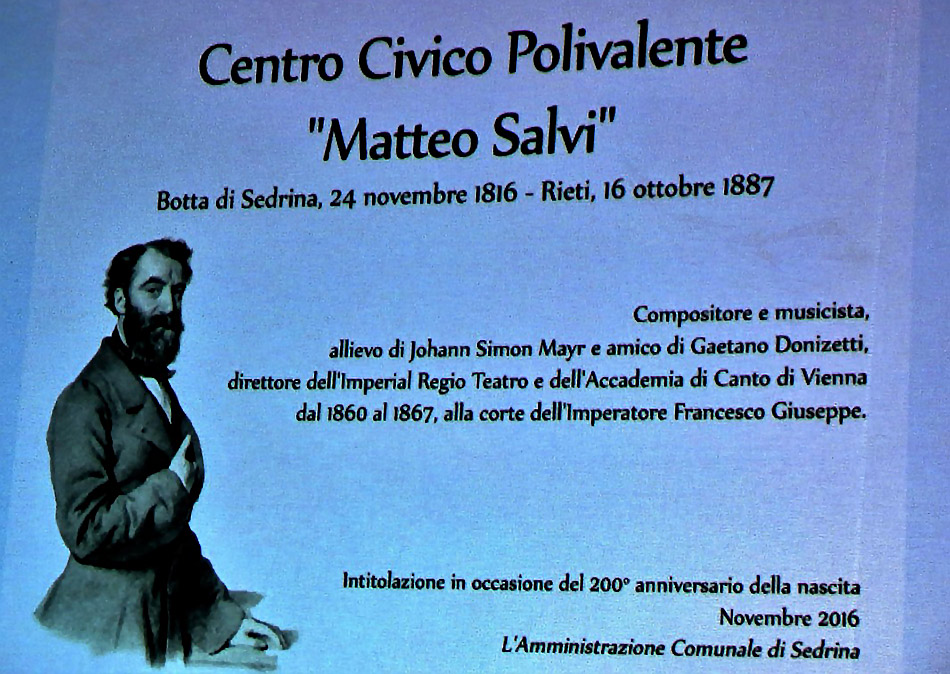 Centro Civico Polivalente
"Matteo Salvi"
Botta di Sedrina, 24 novembre 1816 - Rieti, 16 ottobre 1887
Compositore e musicista,
allievo di Johann Simon Mayr e amico di Gaetano Donizetti,
direttore dell'Imperial Regio Teatro e dell'Accademia di Canto di Vienna
dal 1860 al 1867, alla corte dell'Imperatore Francesco Giuseppe.
Intitolazione in occasione del 200° anniversario della nascita
Novembre 2016
L'Amministrazione Comunale di Sedrina